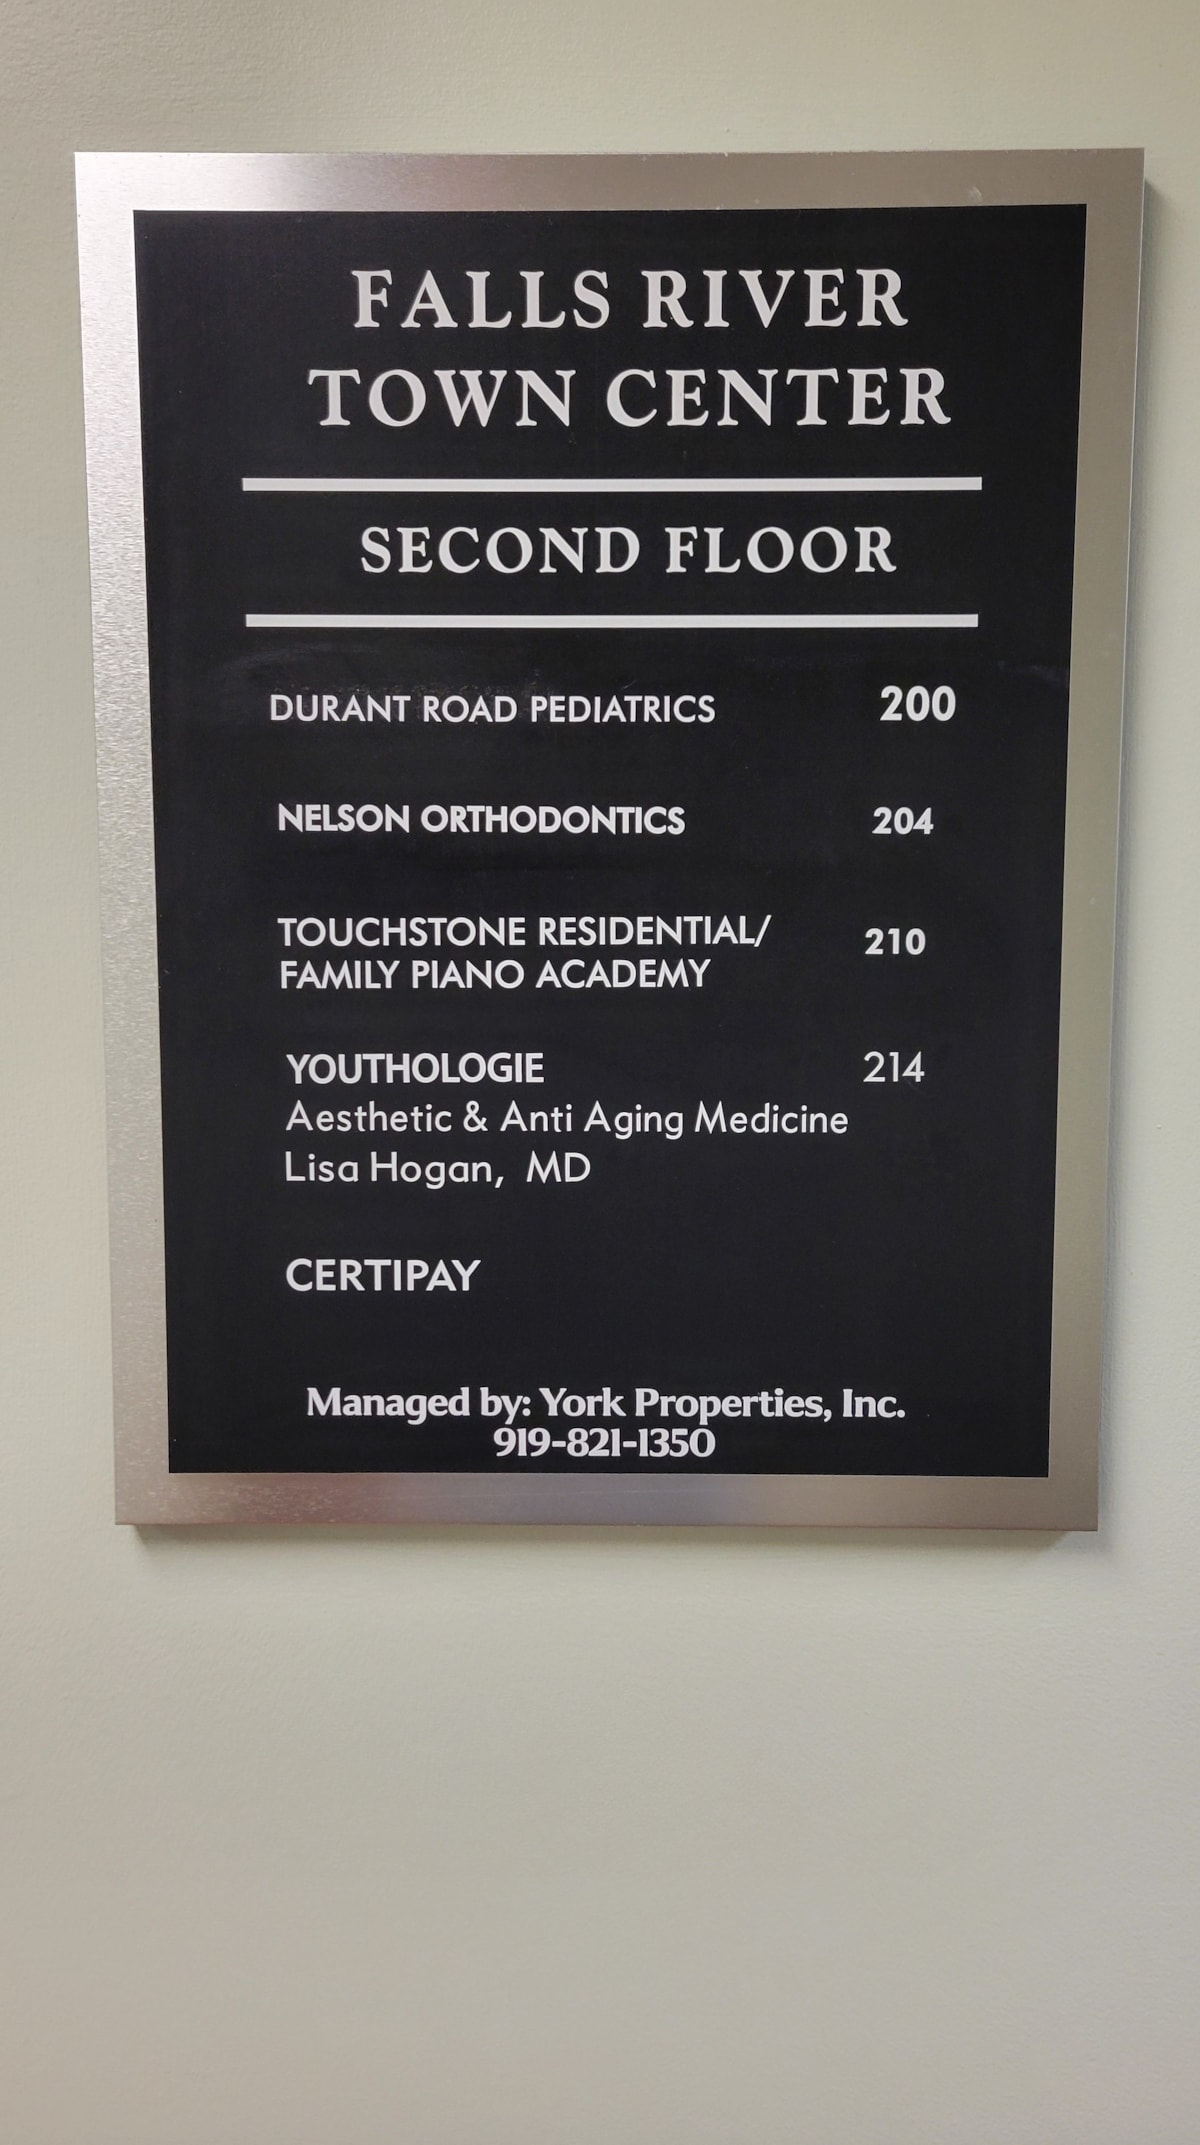 FALLS RIVER
TOWN CENTER
SECOND FLOOR
DURANT ROAD PEDIATRICS 200
NELSON ORTHODONTICS 204
TOUCHSTONE RESIDENTIAL/ 210
FAMILY PIANO ACADEMY
YOUTHOLOGIE 214
Aesthetic & Anti Aging Medicine
Lisa Hogan, MD
CERTIPAY
Managed by: York Properties, Inc.
919-821-1350